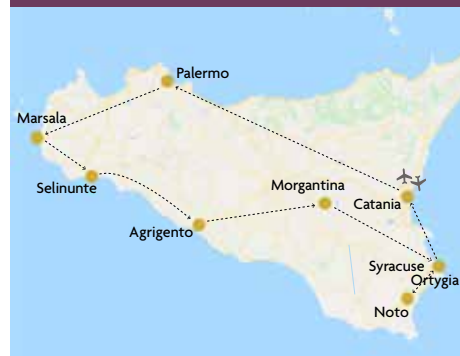 Palermo
Marsala
Selinunte
Morgantina
Catania
Agrigento
Syracuse
Ortygia
Noto